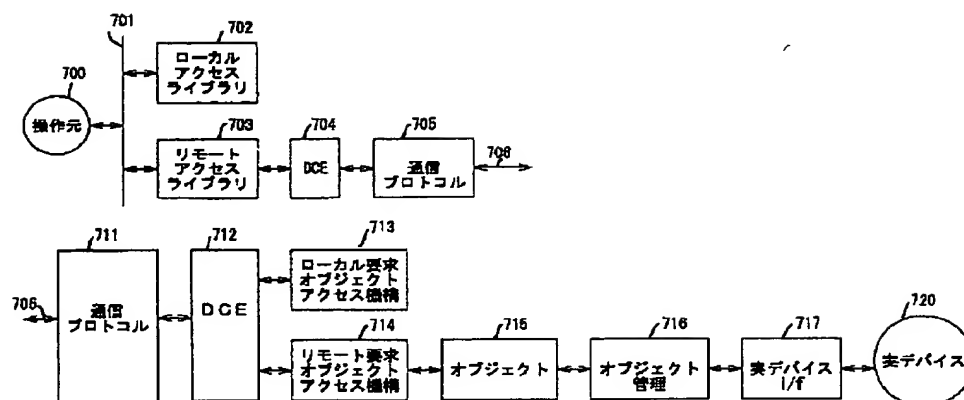 701
702
ローカル
アクセス
ライブラリ
700
操作元
703
リモート
アクセス
ライブラリ
704
DCE
705
通信
プロトコル
706
711
通信
プロトコル
706
712
DCE
713
ローカル要求
オブジェクト
アクセス機構
714
リモート要求
オブジェクト
アクセス機構
715
オブジェクト
716
オブジェクト
管理
717
実デバイス
i/f
720
実デバイス